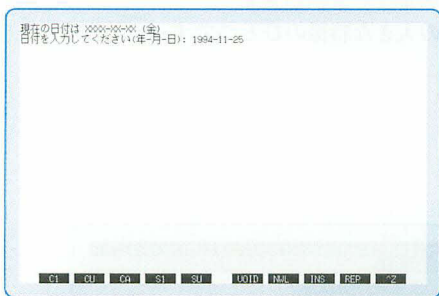 現在の日付は XXXX-XX-XX (金)
日付を入力してください(年-月-日): 1994-11-25
C1 CU CA S1 SU VOID NWL INS REP ^Z